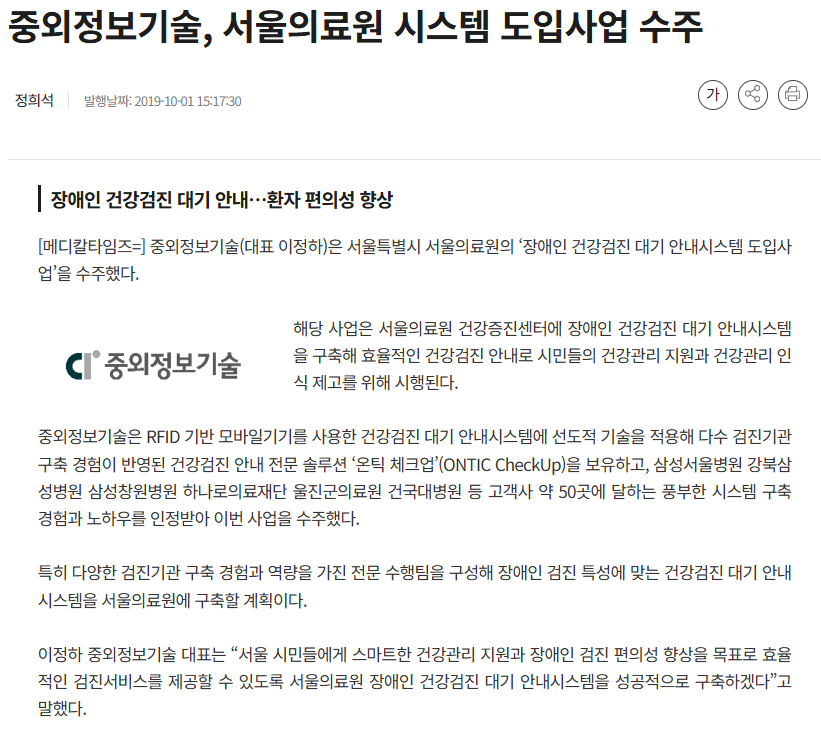 중외정보기술, 서울의료원 시스템 도입사업 수주
정희석
발행날짜: 2019-10-01 15:17:30
가
장애인 건강검진 대기 안내…환자 편의성 향상
[메디칼타임즈=] 중외정보기술(대표 이정하)은 서울특별시 서울의료원의 ‘장애인 건강검진 대기 안내시스템 도입사
업’을 수주했다.
중외정보기술
해당 사업은 서울의료원 건강증진센터에 장애인 건강검진 대기 안내시스템
을 구축해 효율적인 건강검진 안내로 시민들의 건강관리 지원과 건강관리 인
식 제고를 위해 시행된다.
중외정보기술은 RFID 기반 모바일기기를 사용한 건강검진 대기 안내시스템에 선도적 기술을 적용해 다수 검진기관
구축 경험이 반영된 건강검진 안내 전문 솔루션 ‘온틱 체크업’(ONTIC CheckUp)을 보유하고, 삼성서울병원 강북삼
성병원 삼성창원병원 하나로의료재단 울진군의료원 건국대병원 등 고객사 약 50곳에 달하는 풍부한 시스템 구축
경험과 노하우를 인정받아 이번 사업을 수주했다.
특히 다양한 검진기관 구축 경험과 역량을 가진 전문 수행팀을 구성해 장애인 검진 특성에 맞는 건강검진 대기 안내
시스템을 서울의료원에 구축할 계획이다.
이정하 중외정보기술 대표는 “서울 시민들에게 스마트한 건강관리 지원과 장애인 검진 편의성 향상을 목표로 효율
적인 검진서비스를 제공할 수 있도록 서울의료원 장애인 건강검진 대기 안내시스템을 성공적으로 구축하겠다”고
말했다.